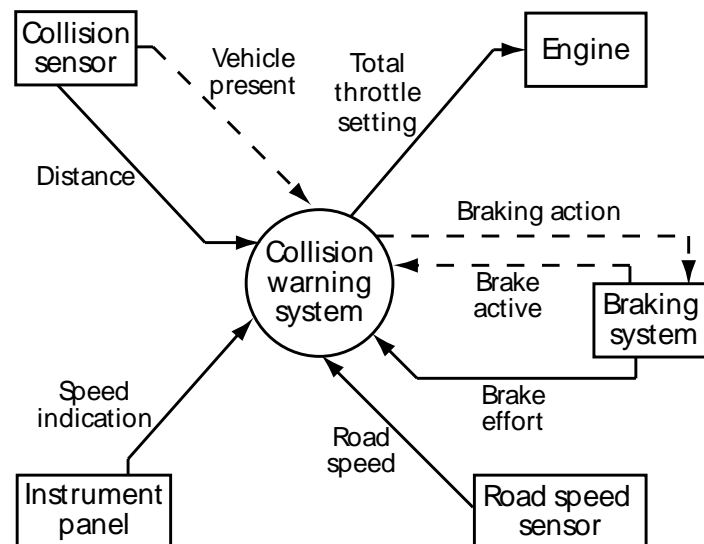 Collision
sensor
Vehicle
present
Total
throttle
setting
Engine
Distance
Braking action
Collision
warning
system
Brake
active
Braking
system
Speed
indication
Brake
effort
Road
speed
Instrument
panel
Road speed
sensor